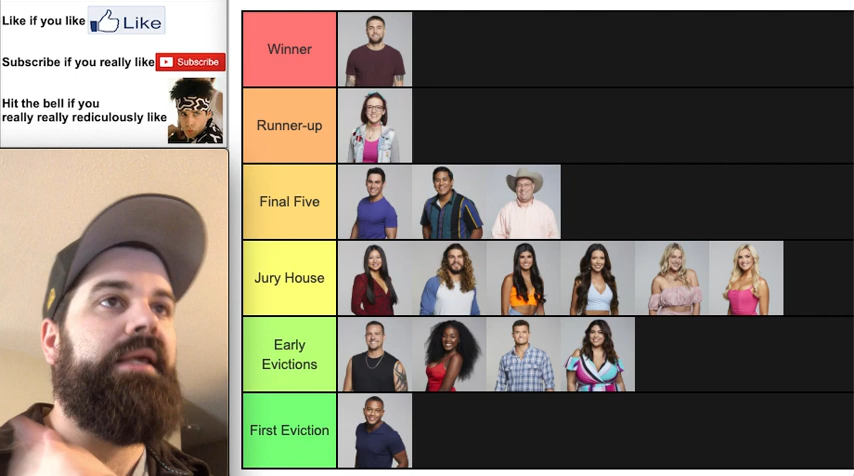 Like if you like
Like
Subscribe if you really like
Subscribe
Hit the bell if you
really really rediculously like
Winner
Runner-up
Final Five
Jury House
Early
Evictions
First Eviction